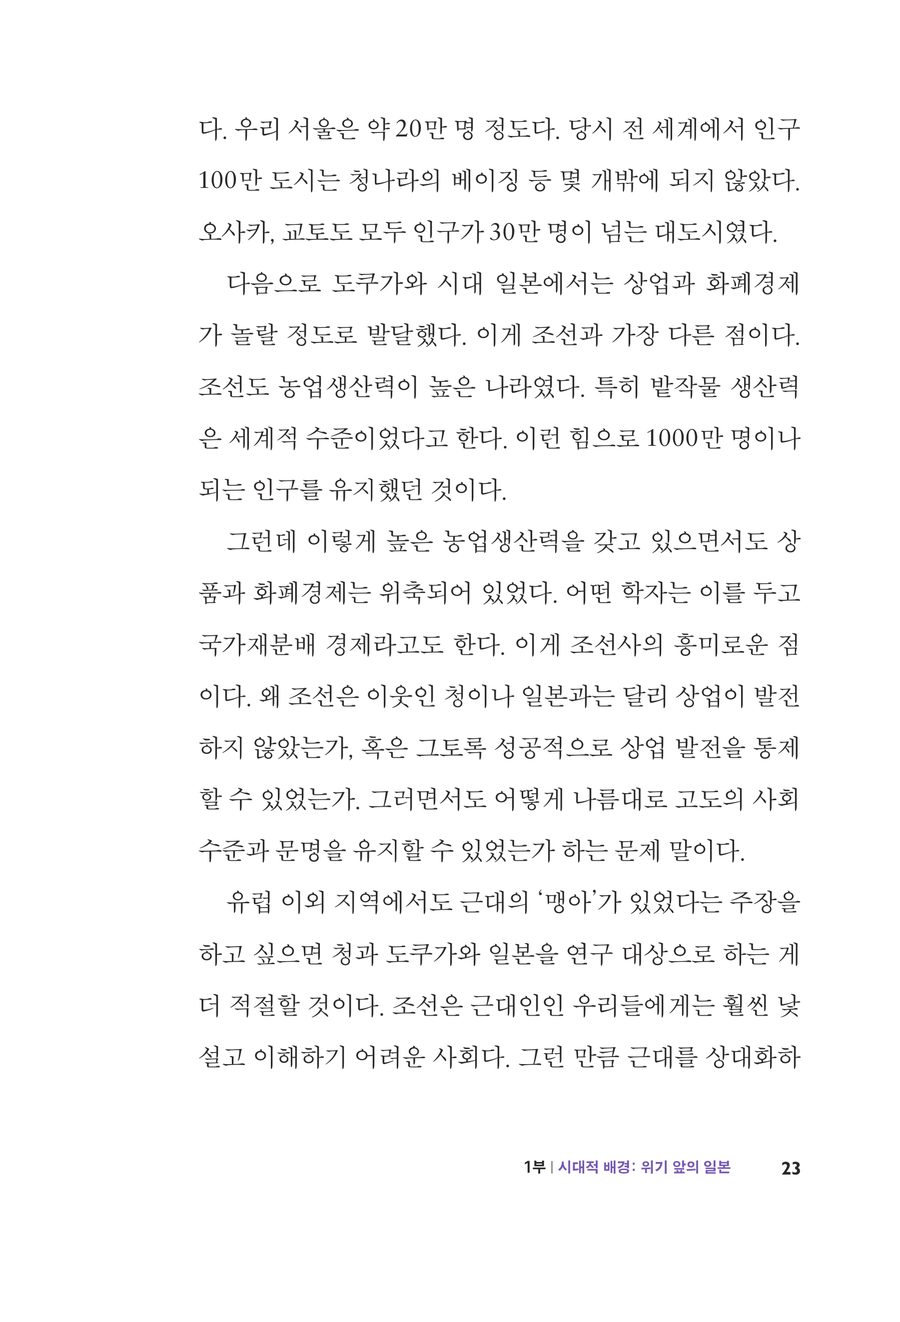 다. 우리 서울은 약 20만 명 정도다. 당시 전 세계에서 인구
100만 도시는 청나라의 베이징 등 몇 개밖에 되지 않았다.
오사카, 교토도 모두 인구가 30만 명이 넘는 대도시였다.
다음으로 도쿠가와 시대 일본에서는 상업과 화폐경제
가 놀랄 정도로 발달했다. 이게 조선과 가장 다른 점이다.
조선도 농업생산력이 높은 나라였다. 특히 밭작물 생산력
은 세계적 수준이었다고 한다. 이런 힘으로 1000만 명이나
되는 인구를 유지했던 것이다.
그런데 이렇게 높은 농업생산력을 갖고 있으면서도 상
품과 화폐경제는 위축되어 있었다. 어떤 학자는 이를 두고
국가재분배 경제라고도 한다. 이게 조선사의 흥미로운 점
이다. 왜 조선은 이웃인 청이나 일본과는 달리 상업이 발전
하지 않았는가, 혹은 그토록 성공적으로 상업 발전을 통제
할 수 있었는가. 그러면서도 어떻게 나름대로 고도의 사회
수준과 문명을 유지할 수 있었는가 하는 문제 말이다.
유럽 이외 지역에서도 근대의 ‘맹아’가 있었다는 주장을
하고 싶으면 청과 도쿠가와 일본을 연구 대상으로 하는 게
더 적절할 것이다. 조선은 근대인인 우리들에게는 훨씬 낯
설고 이해하기 어려운 사회다. 그런 만큼 근대를 상대화하
1부 | 시대적 배경: 위기 앞의 일본 23